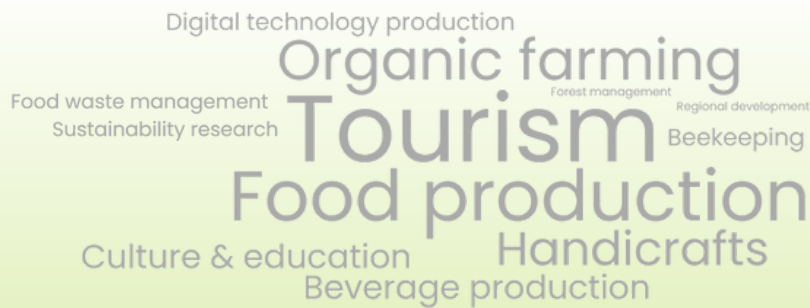 Digital technology production
Organic farming
Forest management
Food waste management
Regional development
Sustainability research
Tourism
Beekeeping
Food production
Handicrafts
Culture & education
Beverage production